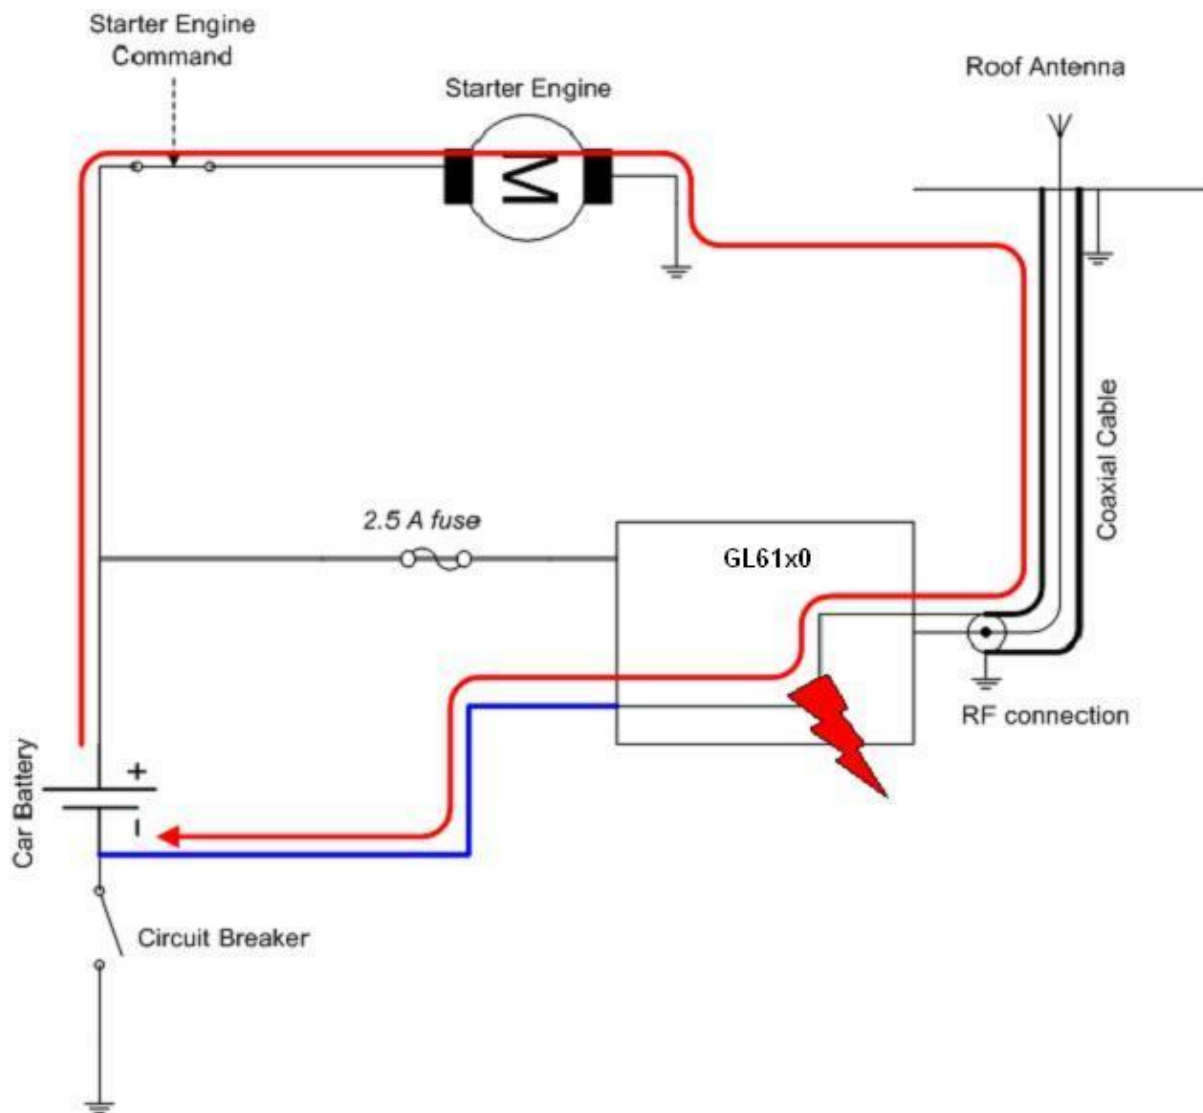 Starter Engine
Command
Starter Engine
M
Roof Antenna
Coaxial Cable
2.5 A fuse
GL61x0
RF connection
Car Battery
+
−
Circuit Breaker